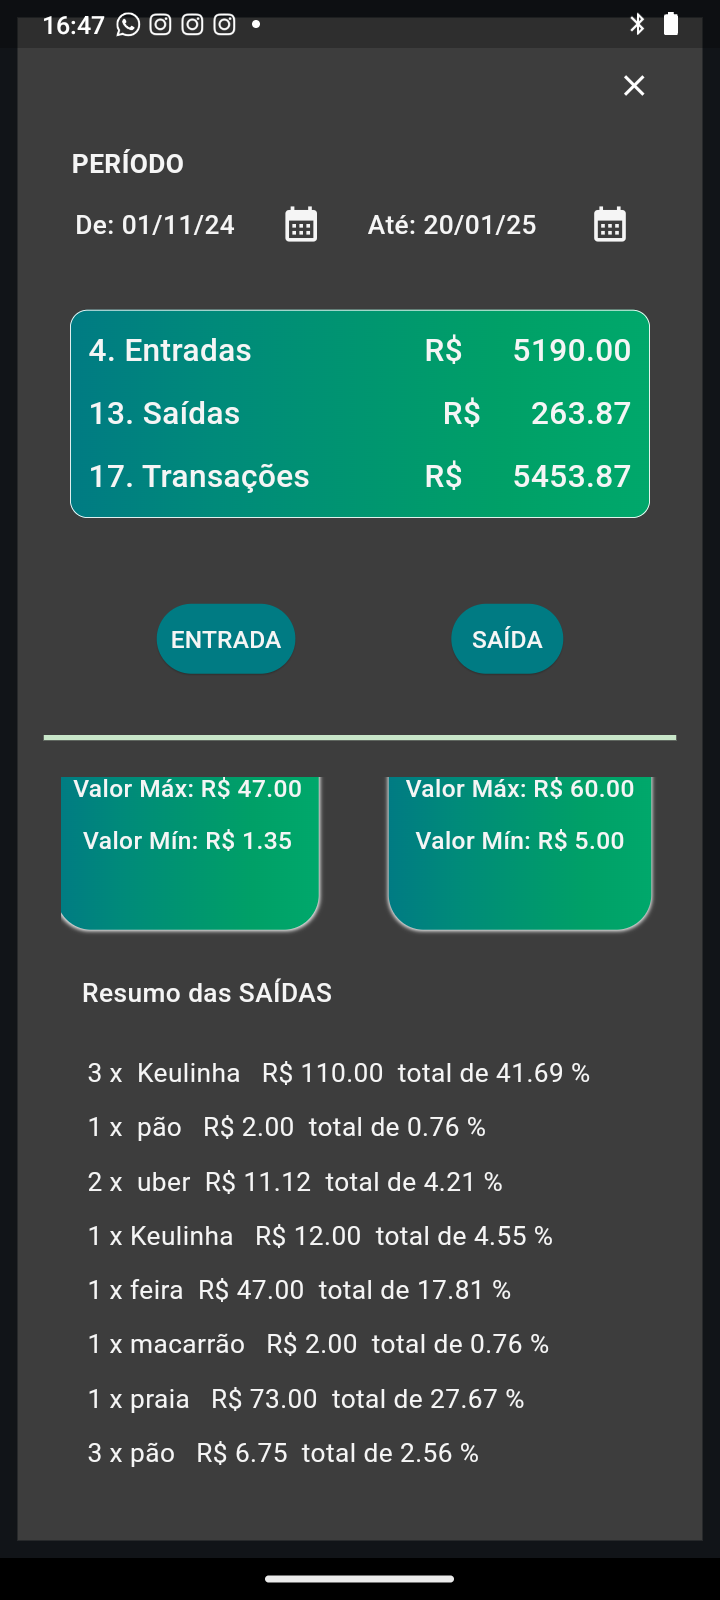 16:47
PERÍODO
De: 01/11/24 Até: 20/01/25
4. Entradas R$ 5190.00
13. Saídas R$ 263.87
17. Transações R$ 5453.87
ENTRADA SAÍDA
Valor Máx: R$ 47.00 Valor Máx: R$ 60.00
Valor Mín: R$ 1.35 Valor Mín: R$ 5.00
Resumo das SAÍDAS
3 x Keulinha R$ 110.00 total de 41.69 %
1 x pão R$ 2.00 total de 0.76 %
2 x uber R$ 11.12 total de 4.21 %
1 x Keulinha R$ 12.00 total de 4.55 %
1 x feira R$ 47.00 total de 17.81 %
1 x macarrão R$ 2.00 total de 0.76 %
1 x praia R$ 73.00 total de 27.67 %
3 x pão R$ 6.75 total de 2.56 %